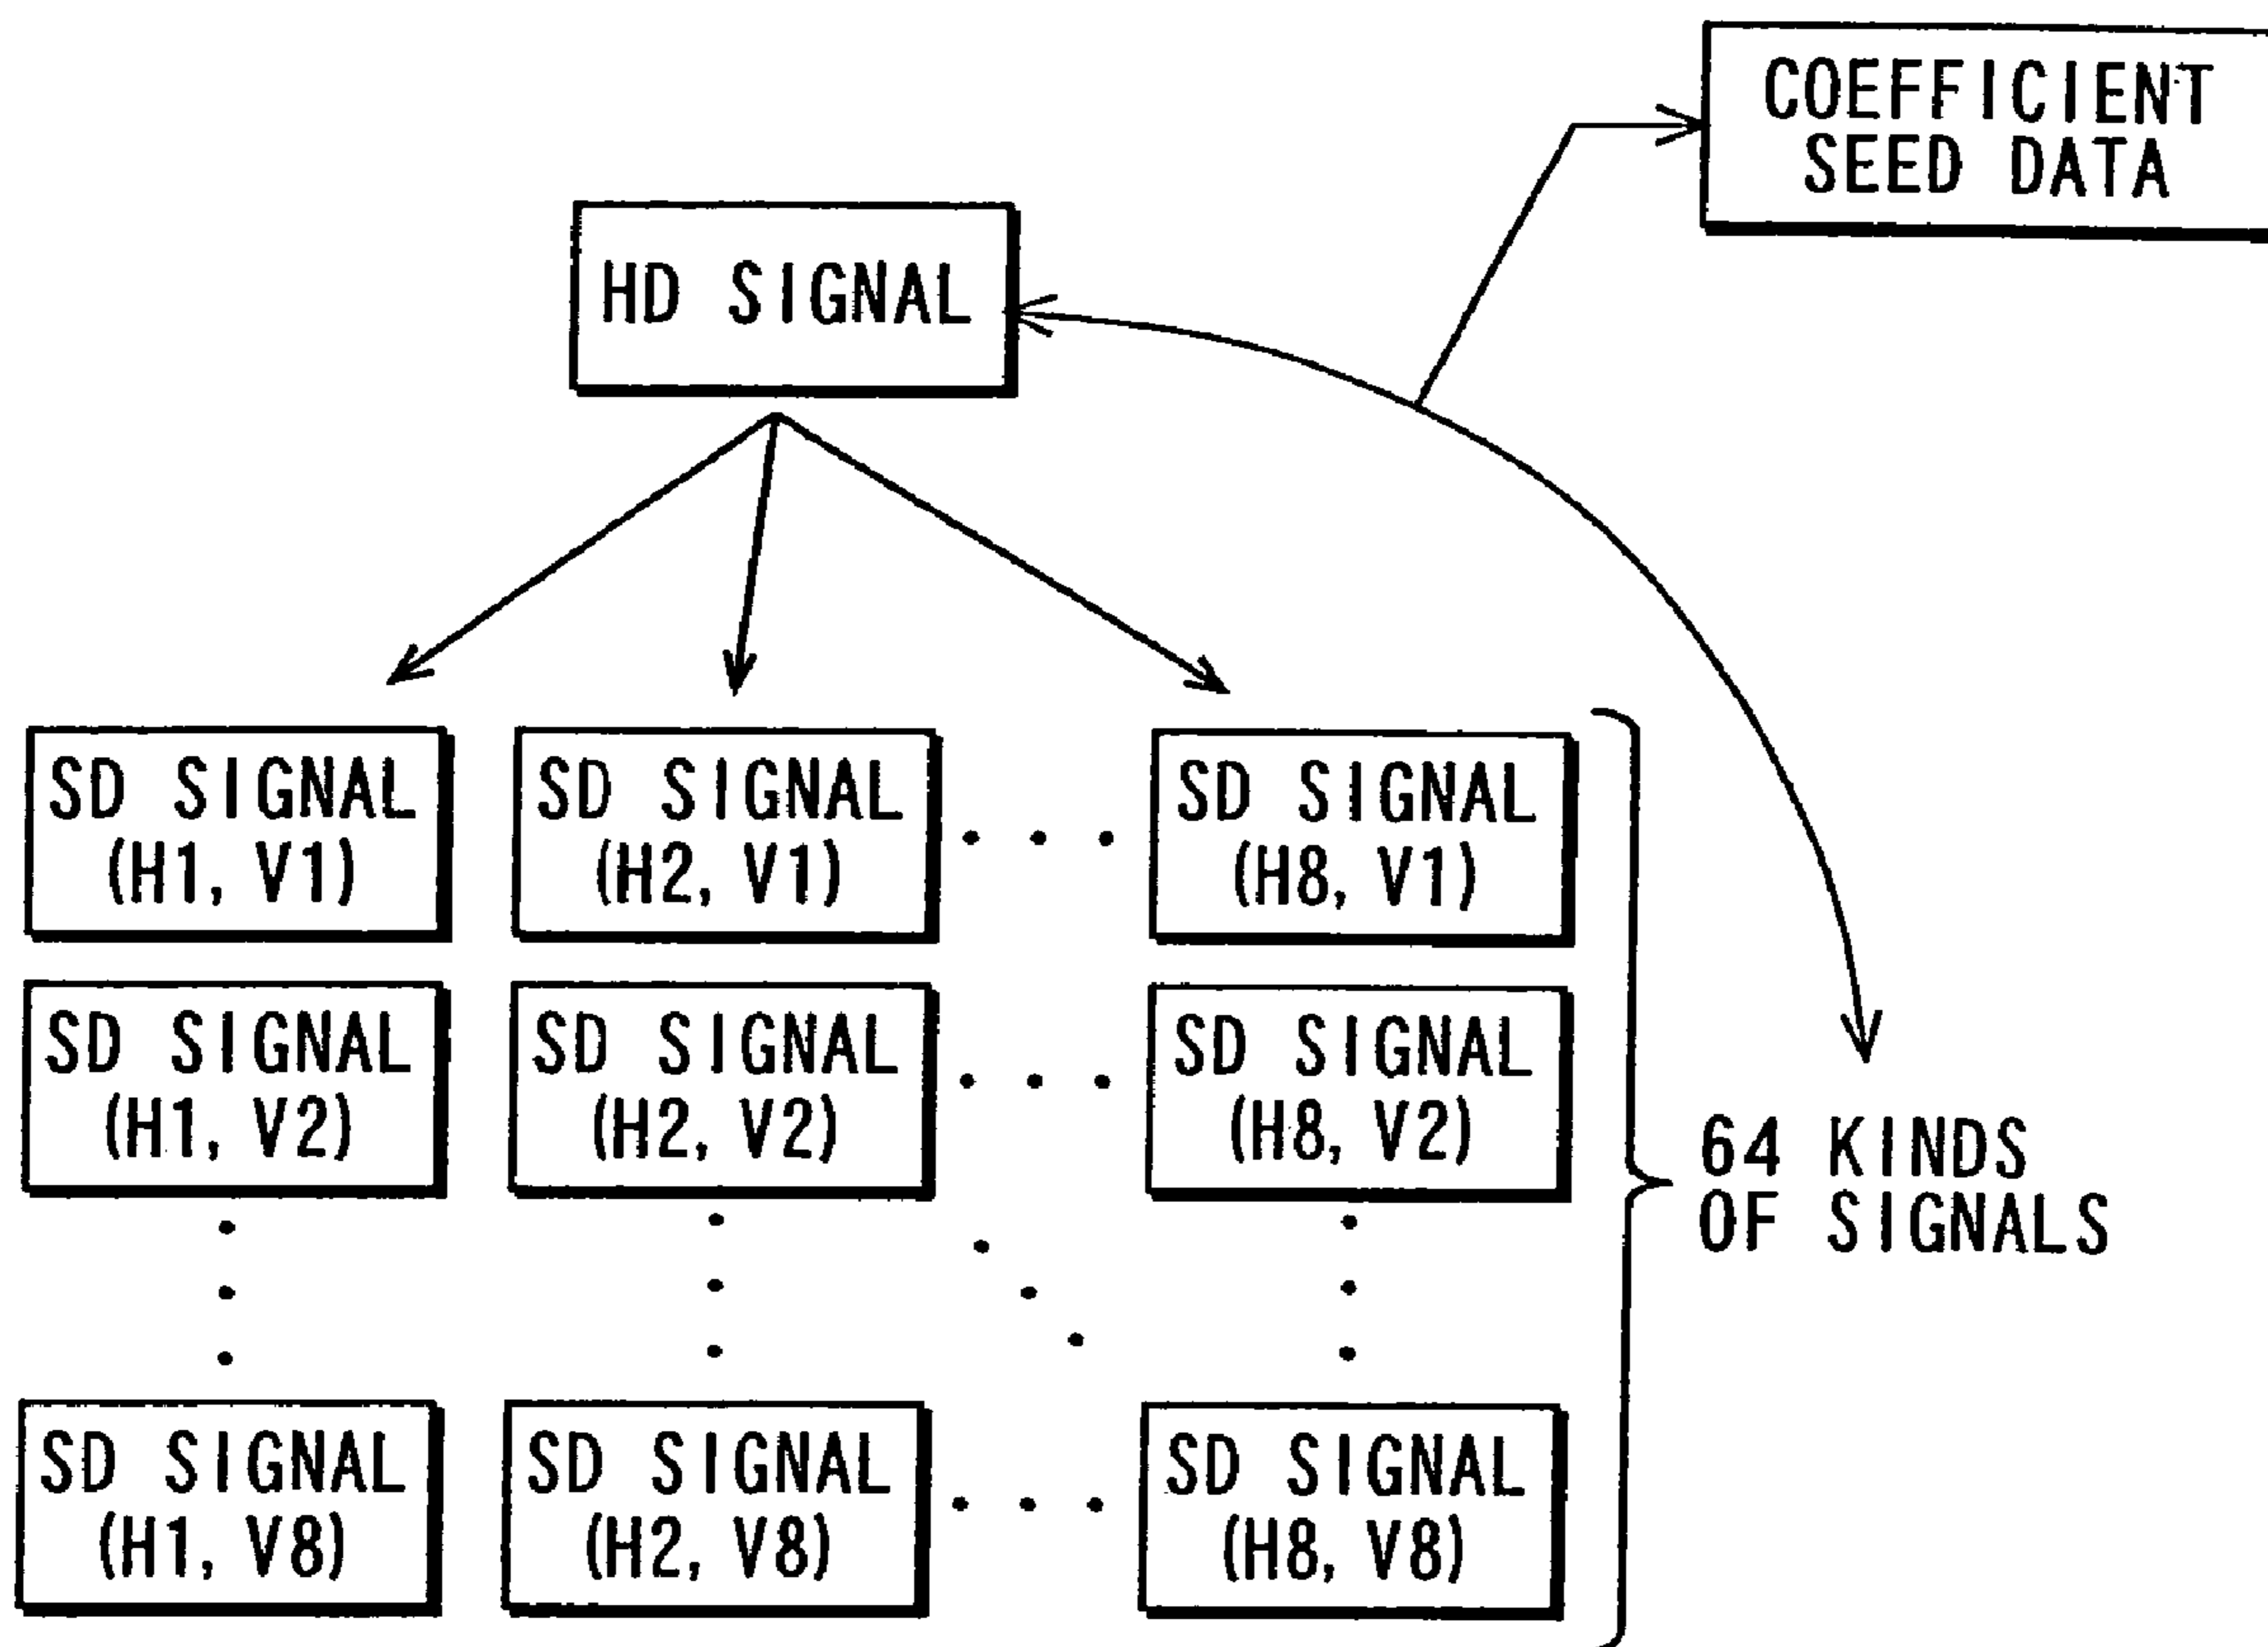 COEFFICIENT
SEED DATA
HD SIGNAL
SD SIGNAL
(H1, V1)
SD SIGNAL
(H2, V1)
SD SIGNAL
(H8, V1)
SD SIGNAL
(H1, V2)
SD SIGNAL
(H2, V2)
SD SIGNAL
(H8, V2)
64 KINDS
OF SIGNALS
SD SIGNAL
(H1, V8)
SD SIGNAL
(H2, V8)
SD SIGNAL
(H8, V8)